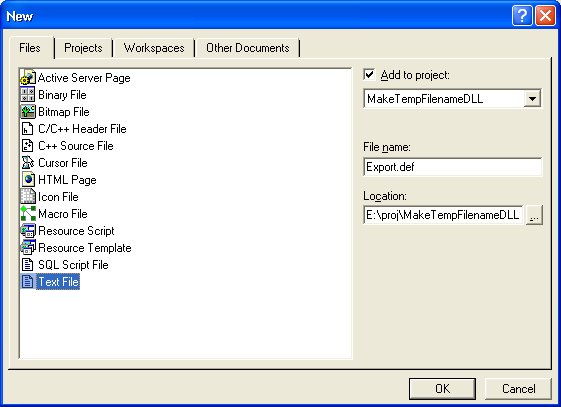 New
Files Projects Workspaces Other Documents
Active Server Page
Binary File
Bitmap File
C/C++ Header File
C++ Source File
Cursor File
HTML Page
Icon File
Macro File
Resource Script
Resource Template
SQL Script File
Text File
Add to project:
MakeTempFilenameDLL
File name:
Export.def
Location:
E:\proj\MakeTempFilenameDLL
...
OK Cancel